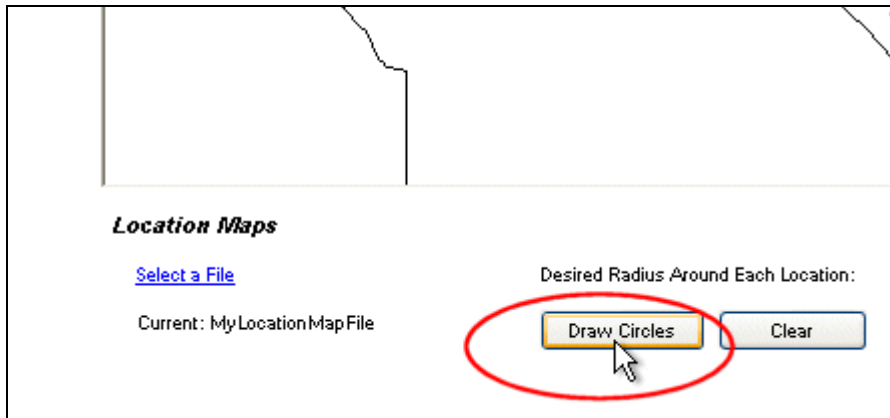 Location Maps
Select a File
Desired Radius Around Each Location:
Current: MyLocationMapFile
Draw Circles
Clear